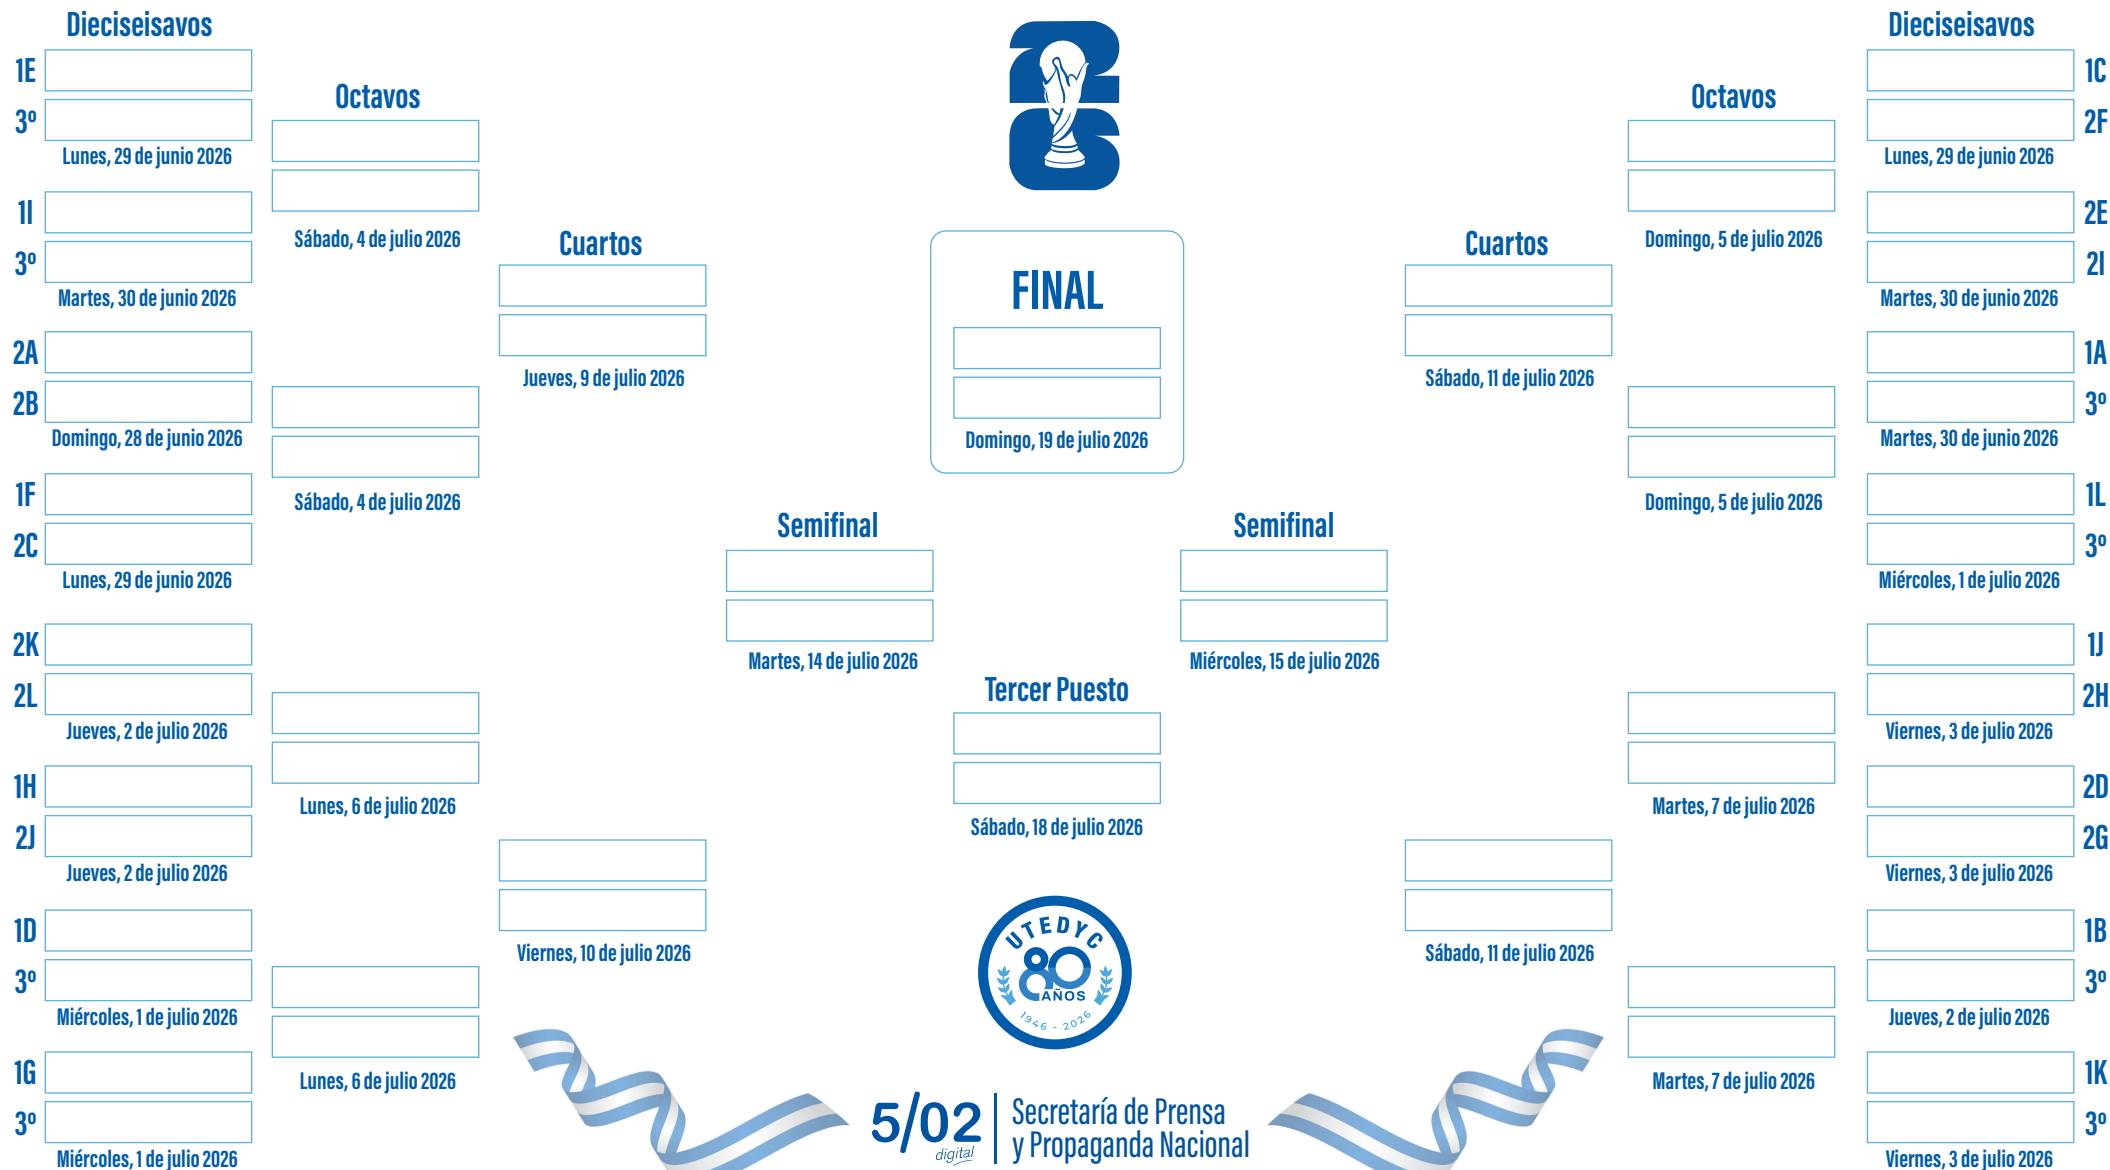 Dieciseisavos
1E
3º
Lunes, 29 de junio 2026
1I
3º
Martes, 30 de junio 2026
2A
2B
Domingo, 28 de junio 2026
1F
2C
Lunes, 29 de junio 2026
2K
2L
Jueves, 2 de julio 2026
1H
2J
Jueves, 2 de julio 2026
1D
3º
Miércoles, 1 de julio 2026
1G
3º
Miércoles, 1 de julio 2026
Octavos
Sábado, 4 de julio 2026
Sábado, 4 de julio 2026
Lunes, 6 de julio 2026
Lunes, 6 de julio 2026
Cuartos
Jueves, 9 de julio 2026
Viernes, 10 de julio 2026
Semifinal
Martes, 14 de julio 2026
26
FINAL
Domingo, 19 de julio 2026
Tercer Puesto
Sábado, 18 de julio 2026
UTEDYC
80
AÑOS
1946 - 2026
5/02
digital
Secretaría de Prensa
y Propaganda Nacional
Semifinal
Miércoles, 15 de julio 2026
Cuartos
Sábado, 11 de julio 2026
Sábado, 11 de julio 2026
Octavos
Domingo, 5 de julio 2026
Domingo, 5 de julio 2026
Martes, 7 de julio 2026
Martes, 7 de julio 2026
Dieciseisavos
1C
2F
Lunes, 29 de junio 2026
2E
2I
Martes, 30 de junio 2026
1A
3º
Martes, 30 de junio 2026
1L
3º
Miércoles, 1 de julio 2026
1J
2H
Viernes, 3 de julio 2026
2D
2G
Viernes, 3 de julio 2026
1B
3º
Jueves, 2 de julio 2026
1K
3º
Viernes, 3 de julio 2026